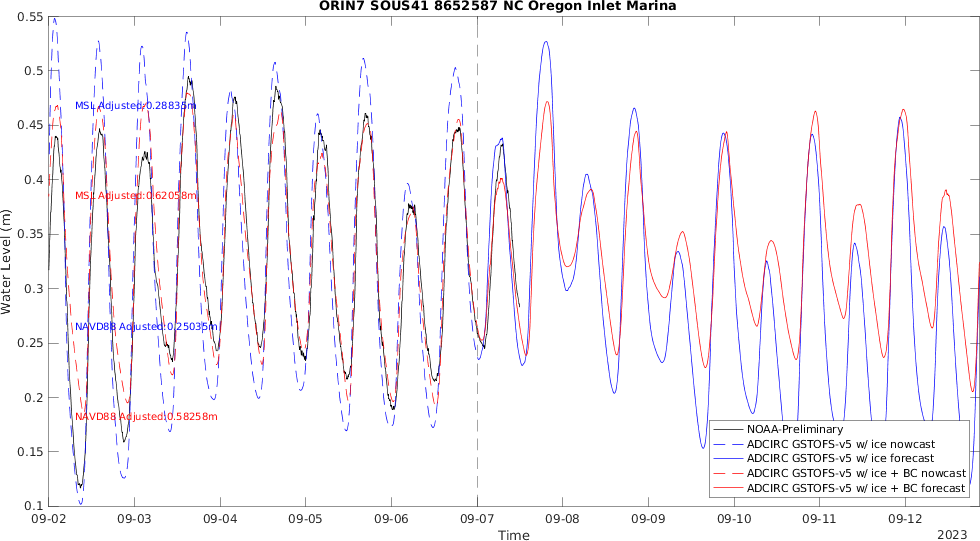 ORIN7 SOUS41 8652587 NC Oregon Inlet Marina
0.55
0.5
0.45
0.4
0.35
0.3
0.25
0.2
0.15
0.1
Water Level (m)
MSL Adjusted:0.28835m
MSL Adjusted:0.62058m
NAVD88 Adjusted:0.25035m
NAVD88 Adjusted:0.58258m
NOAA-Preliminary
ADCIRC GSTOFS-v5 w/ ice nowcast
ADCIRC GSTOFS-v5 w/ ice forecast
ADCIRC GSTOFS-v5 w/ ice + BC nowcast
ADCIRC GSTOFS-v5 w/ ice + BC forecast
09-02 09-03 09-04 09-05 09-06 09-07 09-08 09-09 09-10 09-11 09-12
Time
2023